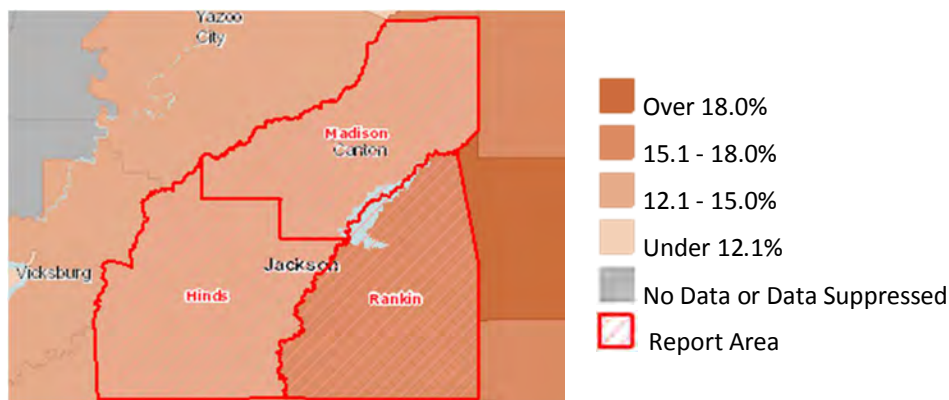 Yazoo
City
Madison
Canton
Vicksburg
Jackson
Hinds
Rankin
Over 18.0%
15.1 - 18.0%
12.1 - 15.0%
Under 12.1%
No Data or Data Suppressed
Report Area